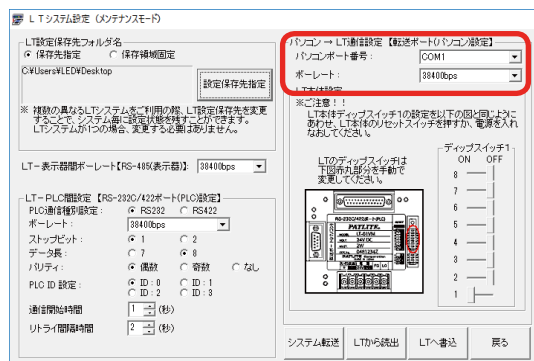 LTシステム設定 (メンテナンスモード)
LT設定保存先フォルダ名
保存先指定
保存領域固定
C:¥Users¥LED¥Desktop
設定保存先指定
※ 複数の異なるLTシステムをご利用の際、LT設定保存先を変更
することで、システム毎に設定状態を残すことができます。
LTシステムが1つの場合、変更する必要はありません。
LT-表示器間ボーレート【RS-485(表示器)】:
38400bps
LT-PLC間設定 【RS-232C/422ポート(PLC)設定】
PLC通信種別設定:
RS232
RS422
ボーレート:
38400bps
ストップビット:
1
2
データ長:
7
8
パリティ:
偶数
奇数
なし
PLC ID 設定:
ID:0
ID:1
ID:2
ID:3
通信開始時間
1
(秒)
リトライ間隔時間
2
(秒)
パソコン → LT通信設定 【転送ポート(パソコン)設定】
パソコンポート番号:
COM1
ボーレート:
38400bps
LT本体設定
※ご注意!!
LT本体ディップスイッチ1の設定を以下の図と同じように
あわせ、LT本体のリセットスイッチを押すか、電源を入れ
なおしてください。
LTのディップスイッチは
下図赤丸部分を手動で
変更してください。
RS-232C/422ポート(PLC)
PATLITE
24V DC
ディップスイッチ1
ON
OFF
8
7
6
5
4
3
2
1
システム転送
LTから読出
LTへ書込
戻る